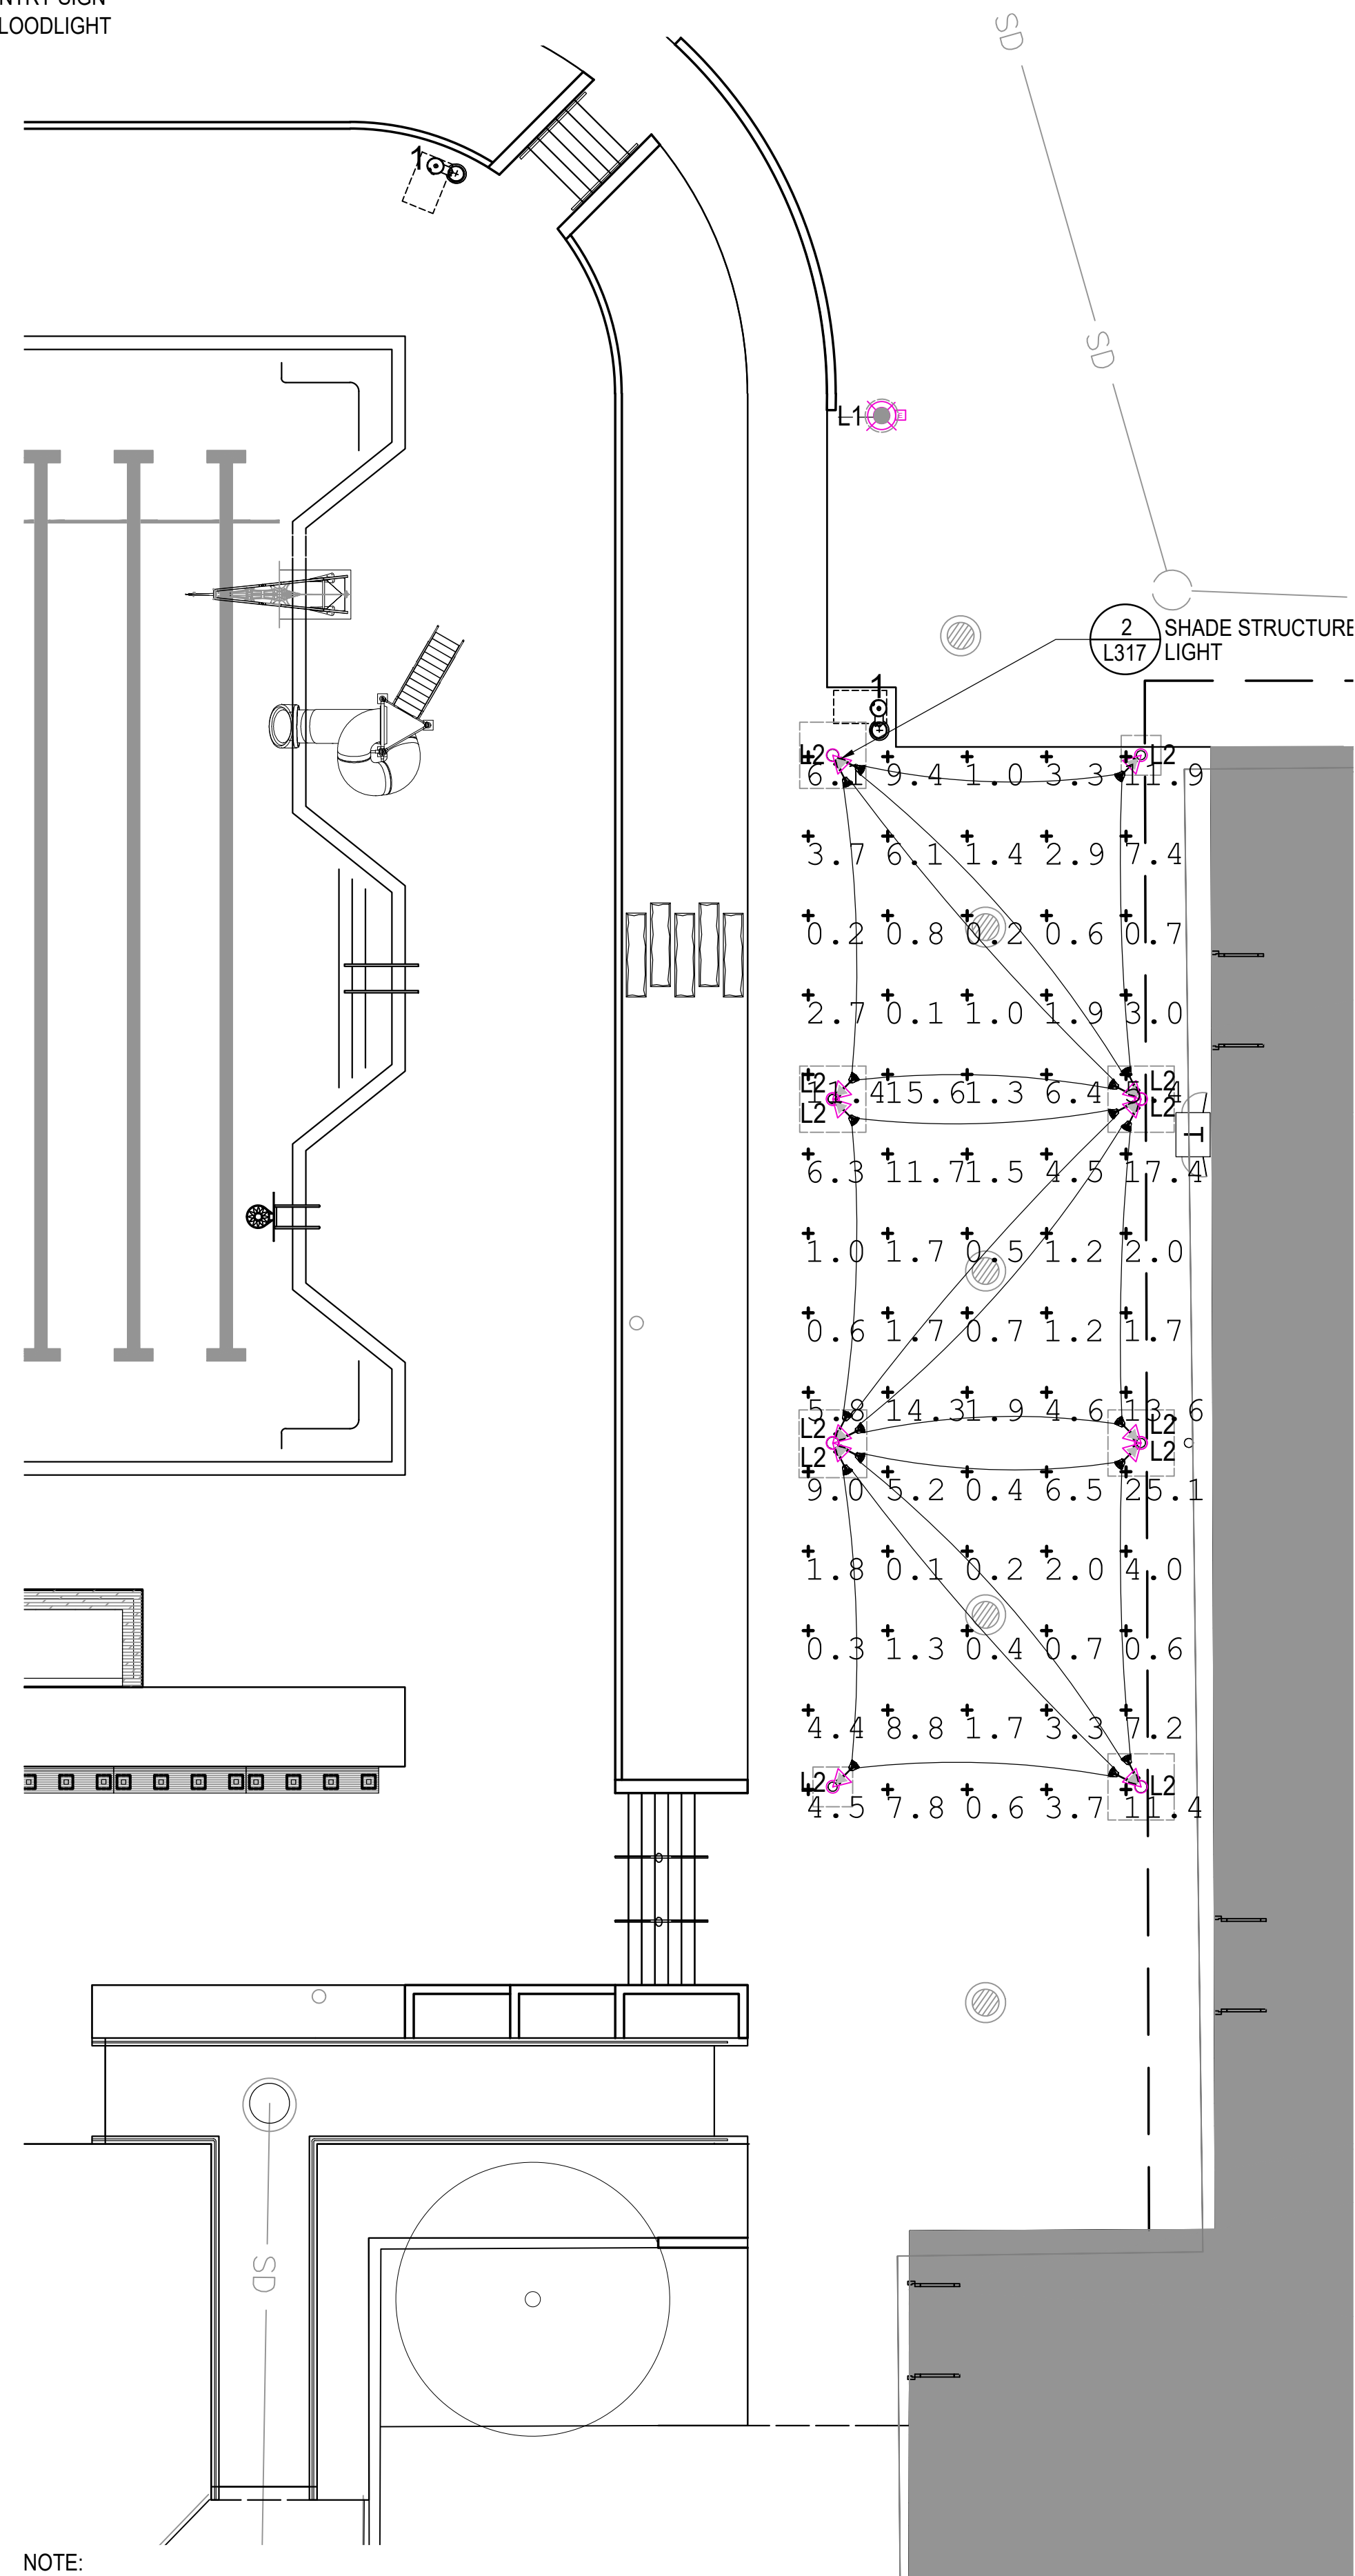 NTRY SIGN
LOODLIGHT
SD
1
SD
L1
E
2
L317
SHADE STRUCTURE
LIGHT
1
L2 L2
6.1 9.4 1.0 3.3 11.9
3.7 6.1 1.4 2.9 7.4
0.2 0.8 0.2 0.6 0.7
2.7 0.1 1.0 1.9 3.0
L2 L2
15.6 1.3 6.4
L2 L2
T
6.3 11.7 1.5 4.5 17.4
1.0 1.7 0.5 1.2 2.0
0.6 1.7 0.7 1.2 1.7
5.8 14.3 1.9 4.6 13.6
L2 L2
L2 L2
9.0 5.2 0.4 6.5 25.1
1.8 0.1 0.2 2.0 4.0
0.3 1.3 0.4 0.7 0.6
4.4 8.8 1.7 3.3 7.2
L2 L2
4.5 7.8 0.6 3.7 11.4
SD
NOTE: